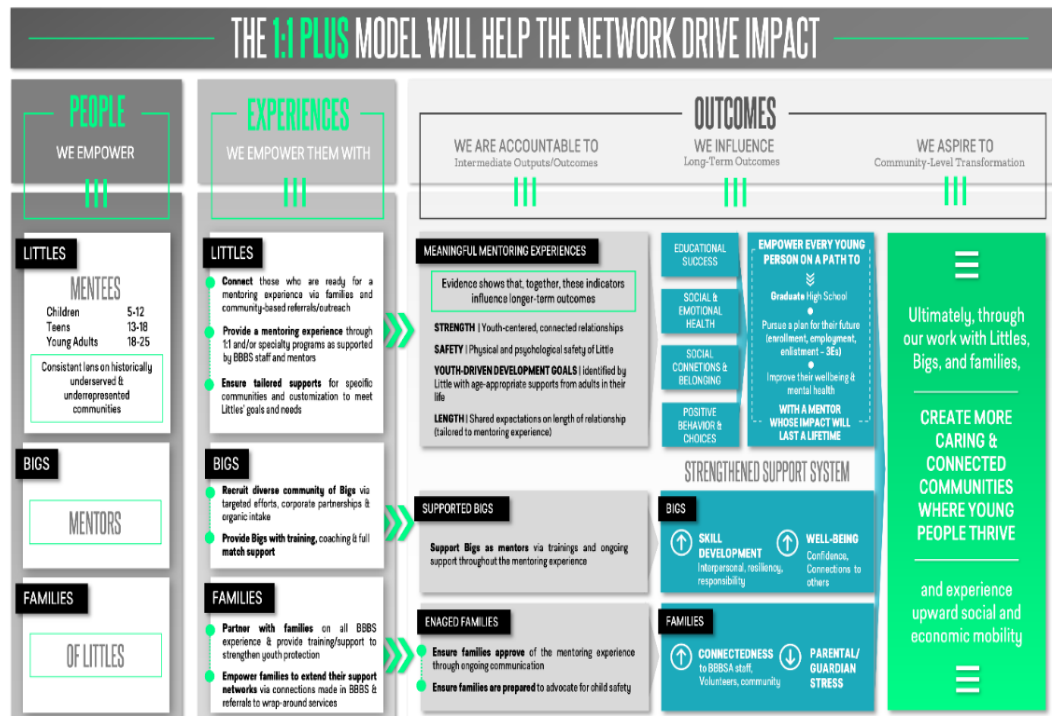 THE 1:1 PLUS MODEL WILL HELP THE NETWORK DRIVE IMPACT
PEOPLE
WE EMPOWER
EXPERIENCES
WE EMPOWER THEM WITH
OUTCOMES
WE ARE ACCOUNTABLE TO
Intermediate Outputs/Outcomes
WE INFLUENCE
Long-Term Outcomes
WE ASPIRE TO
Community-Level Transformation
LITTLES
MENTEES
Children 5-12
Teens 13-18
Young Adults 18-25
Consistent lens on historically
underserved &
underrepresented
communities
BIGS
MENTORS
FAMILIES
OF LITTLES
LITTLES
Connect those who are ready for a
mentoring experience via families and
community-based referrals/outreach
Provide a mentoring experience through
1:1 and/or specialty programs as supported
by BBBS staff and mentors
Ensure tailored supports for specific
communities and customization to meet
Littles' goals and needs
BIGS
Recruit diverse community of Bigs via
targeted efforts, corporate partnerships &
organic intake
Provide Bigs with training, coaching & full
match support
FAMILIES
Partner with families on all BBBS
experience & provide training/support to
strengthen youth protection
Empower families to extend their support
networks via connections made in BBBS &
referrals to wrap-around services
MEANINGFUL MENTORING EXPERIENCES
Evidence shows that, together, these indicators
influence longer-term outcomes
STRENGTH | Youth-centered, connected relationships
SAFETY | Physical and psychological safety of Little
YOUTH-DRIVEN DEVELOPMENT GOALS | identified by
Little with age-appropriate supports from adults in their
life
LENGTH | Shared expectations on length of relationship
(tailored to mentoring experience)
SUPPORTED BIGS
Support Bigs as mentors via trainings and ongoing
support throughout the mentoring experience
ENAGED FAMILIES
Ensure families approve of the mentoring experience
through ongoing communication
Ensure families are prepared to advocate for child safety
EDUCATIONAL
SUCCESS
SOCIAL &
EMOTIONAL
HEALTH
SOCIAL
CONNETIONS &
BELONGING
POSITIVE
BEHAVIOR &
CHOICES
EMPOWER EVERY YOUNG
PERSON ON A PATH TO
Graduate High School
Pursue a plan for their future
(enrollment, employment,
enlistment – 3Es)
Improve their wellbeing &
mental health
WITH A MENTOR
WHOSE IMPACT WILL
LAST A LIFETIME
STRENGTHENED SUPPORT SYSTEM
BIGS
SKILL
DEVELOPMENT
Interpersonal, resiliency,
responsibility
WELL-BEING
Confidence,
Connections to
others
FAMILIES
CONNECTEDNESS
to BBBSA staff,
Volunteers, community
PARENTAL/
GUARDIAN
STRESS
Ultimately, through
our work with Littles,
Bigs, and families,
CREATE MORE
CARING &
CONNECTED
COMMUNITIES
WHERE YOUNG
PEOPLE THRIVE
and experience
upward social and
economic mobility